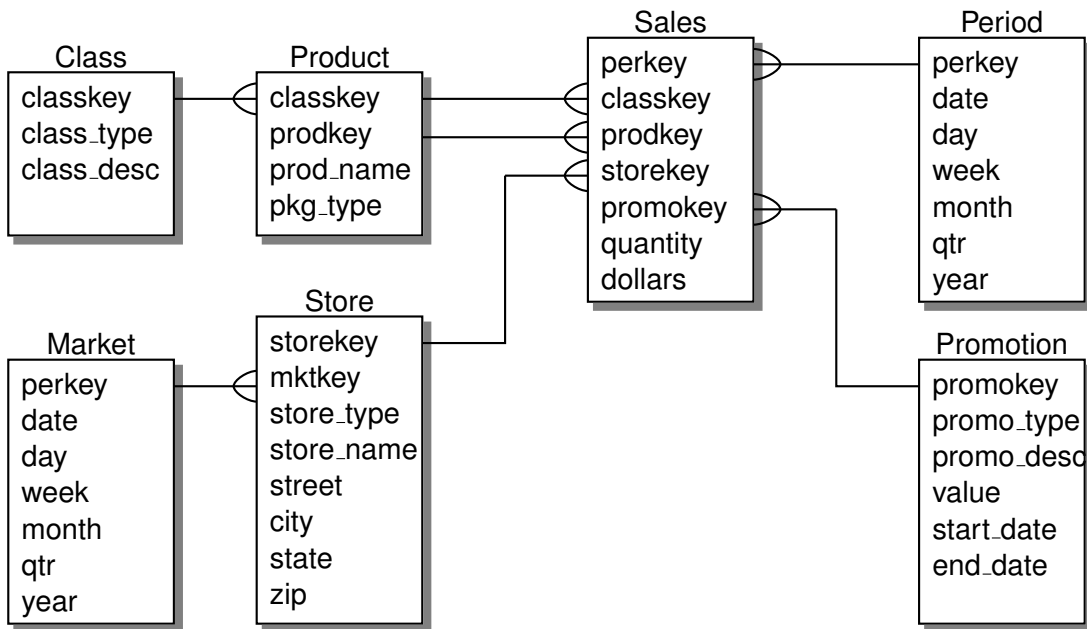 Class
classkey
class_type
class_desc
Product
classkey
prodkey
prod_name
pkg_type
Sales
perkey
classkey
prodkey
storekey
promokey
quantity
dollars
Period
perkey
date
day
week
month
qtr
year
Market
perkey
date
day
week
month
qtr
year
Store
storekey
mktkey
store_type
store_name
street
city
state
zip
Promotion
promokey
promo_type
promo_desc
value
start_date
end_date